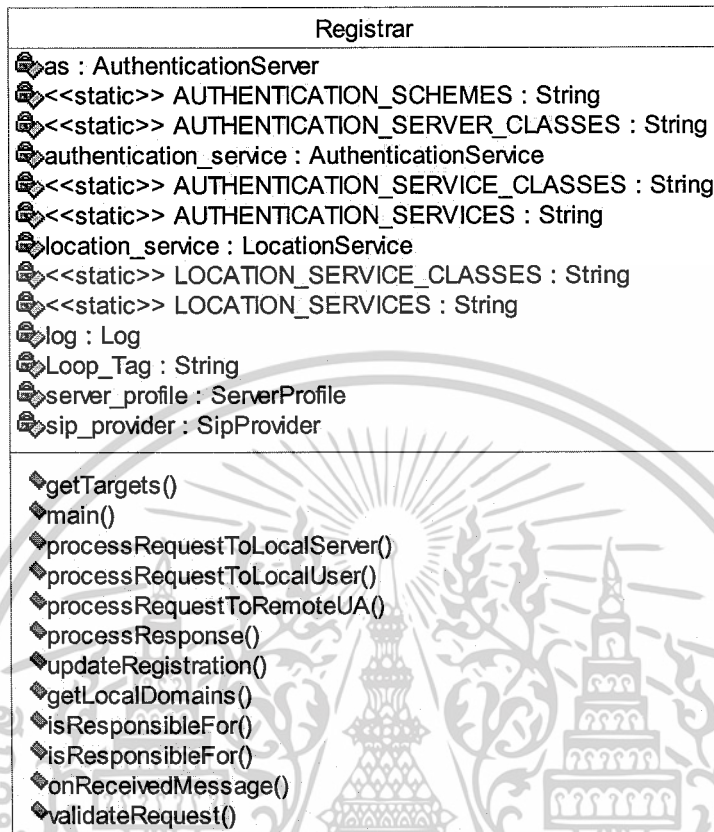 Registrar
as : AuthenticationServer
<<static>> AUTHENTICATION_SCHEMES : String
<<static>> AUTHENTICATION_SERVER_CLASSES : String
authentication_service : AuthenticationService
<<static>> AUTHENTICATION_SERVICE_CLASSES : String
<<static>> AUTHENTICATION_SERVICES : String
location_service : LocationService
<<static>> LOCATION_SERVICE_CLASSES : String
<<static>> LOCATION_SERVICES : String
log : Log
Loop_Tag : String
server_profile : ServerProfile
sip_provider : SipProvider
getTargets()
main()
processRequestToLocalServer()
processRequestToLocalUser()
processRequestToRemoteUA()
processResponse()
updateRegistration()
getLocalDomains()
isResponsibleFor()
isResponsibleFor()
onReceivedMessage()
validateRequest()